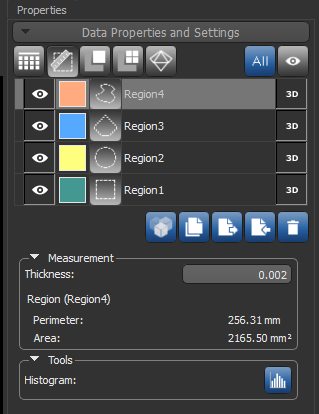 Properties
Data Properties and Settings
All
Region4 3D
Region3 3D
Region2 3D
Region1 3D
Measurement
Thickness: 0.002
Region (Region4)
Perimeter: 256.31 mm
Area: 2165.50 mm²
Tools
Histogram: